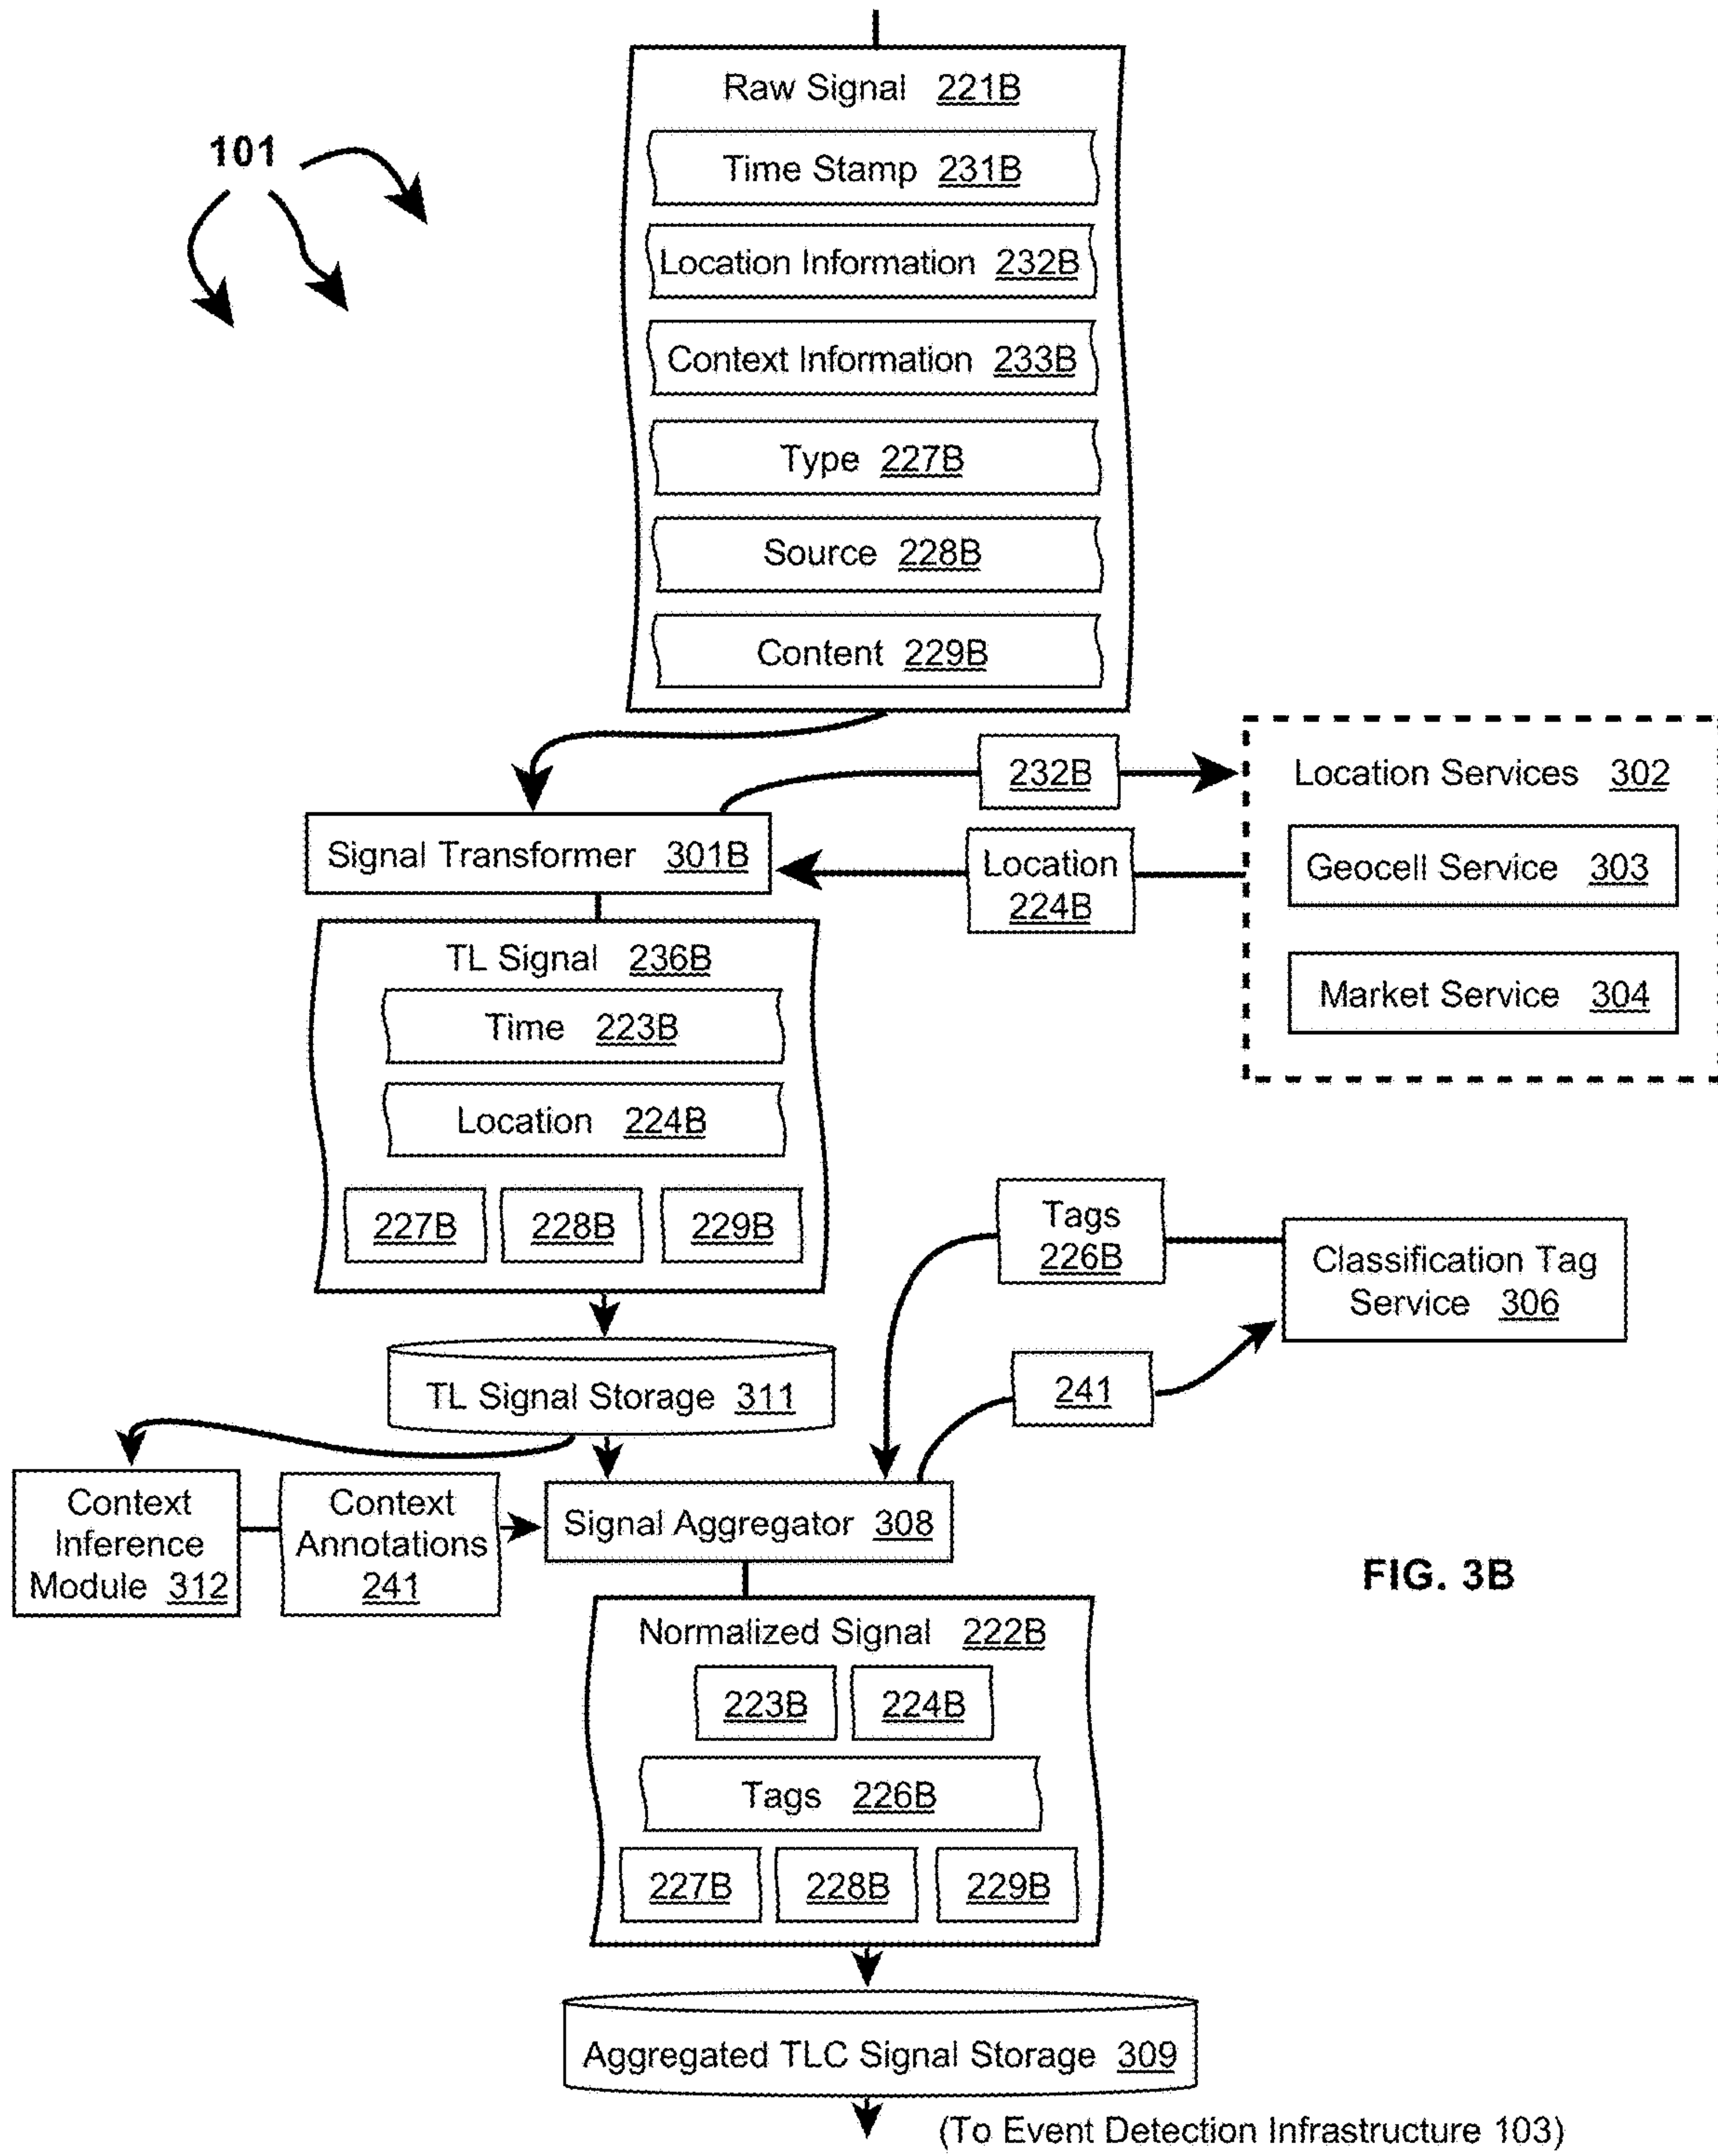 Raw Signal 221B
101
Time Stamp 231B
Location Information 232B
Context Information 233B
Type 227B
Source 228B
Content 229B
232B
Location Services 302
Signal Transformer 301B
Location
224B
Geocell Service 303
Market Service 304
TL Signal 236B
Time 223B
Location 224B
227B 228B 229B
Tags
226B
Classification Tag
Service 306
TL Signal Storage 311
241
Context
Inference
Module 312
Context
Annotations
241
Signal Aggregator 308
FIG. 3B
Normalized Signal 222B
223B 224B
Tags 226B
227B 228B 229B
Aggregated TLC Signal Storage 309
(To Event Detection Infrastructure 103)